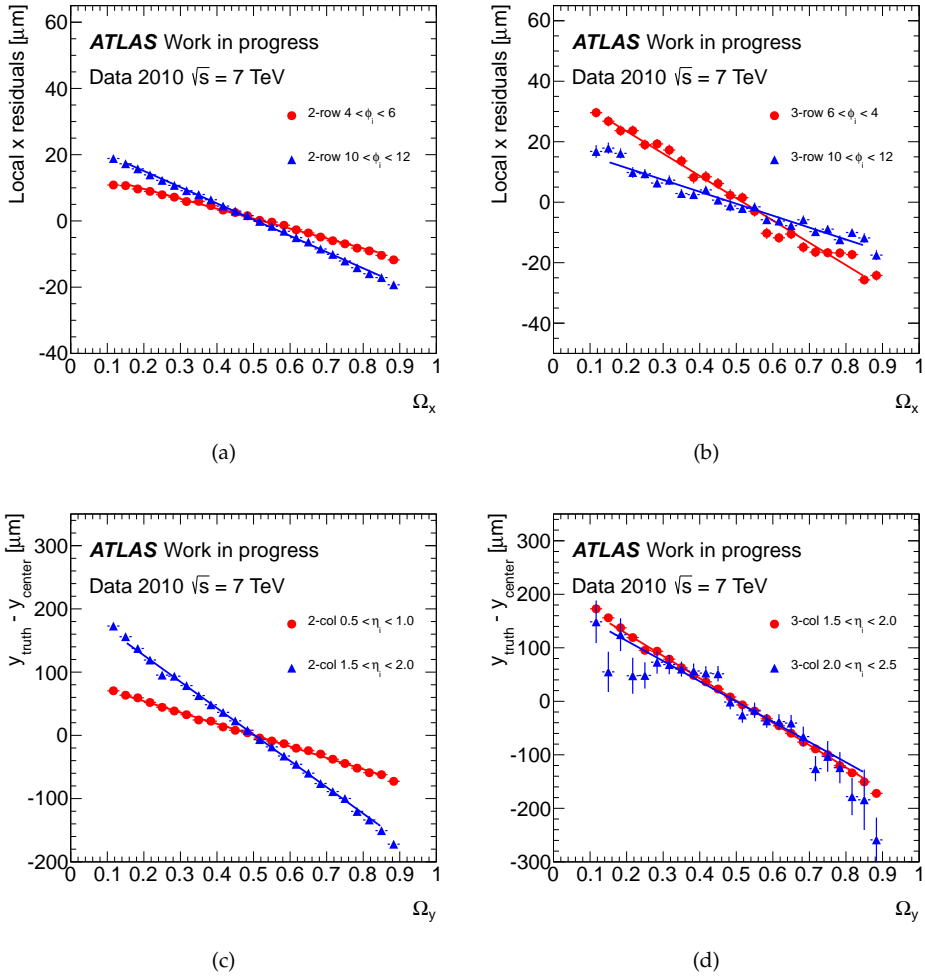 Local x residuals [μm]
ATLAS Work in progress
Data 2010 √s = 7 TeV
2-row 4 < ϕi < 6
2-row 10 < ϕi < 12
60
40
20
0
-20
-40
0 0.1 0.2 0.3 0.4 0.5 0.6 0.7 0.8 0.9 1
Ωx
(a)
Local x residuals [μm]
ATLAS Work in progress
Data 2010 √s = 7 TeV
3-row 6 < ϕi < 4
3-row 10 < ϕi < 12
60
40
20
0
-20
-40
0 0.1 0.2 0.3 0.4 0.5 0.6 0.7 0.8 0.9 1
Ωx
(b)
ytruth - ycenter [μm]
ATLAS Work in progress
Data 2010 √s = 7 TeV
2-col 0.5 < ηi < 1.0
2-col 1.5 < ηi < 2.0
300
200
100
0
-100
-200
0 0.1 0.2 0.3 0.4 0.5 0.6 0.7 0.8 0.9 1
Ωy
(c)
ytruth - ycenter [μm]
ATLAS Work in progress
Data 2010 √s = 7 TeV
3-col 1.5 < ηi < 2.0
3-col 2.0 < ηi < 2.5
300
200
100
0
-100
-200
-300
0 0.1 0.2 0.3 0.4 0.5 0.6 0.7 0.8 0.9 1
Ωy
(d)